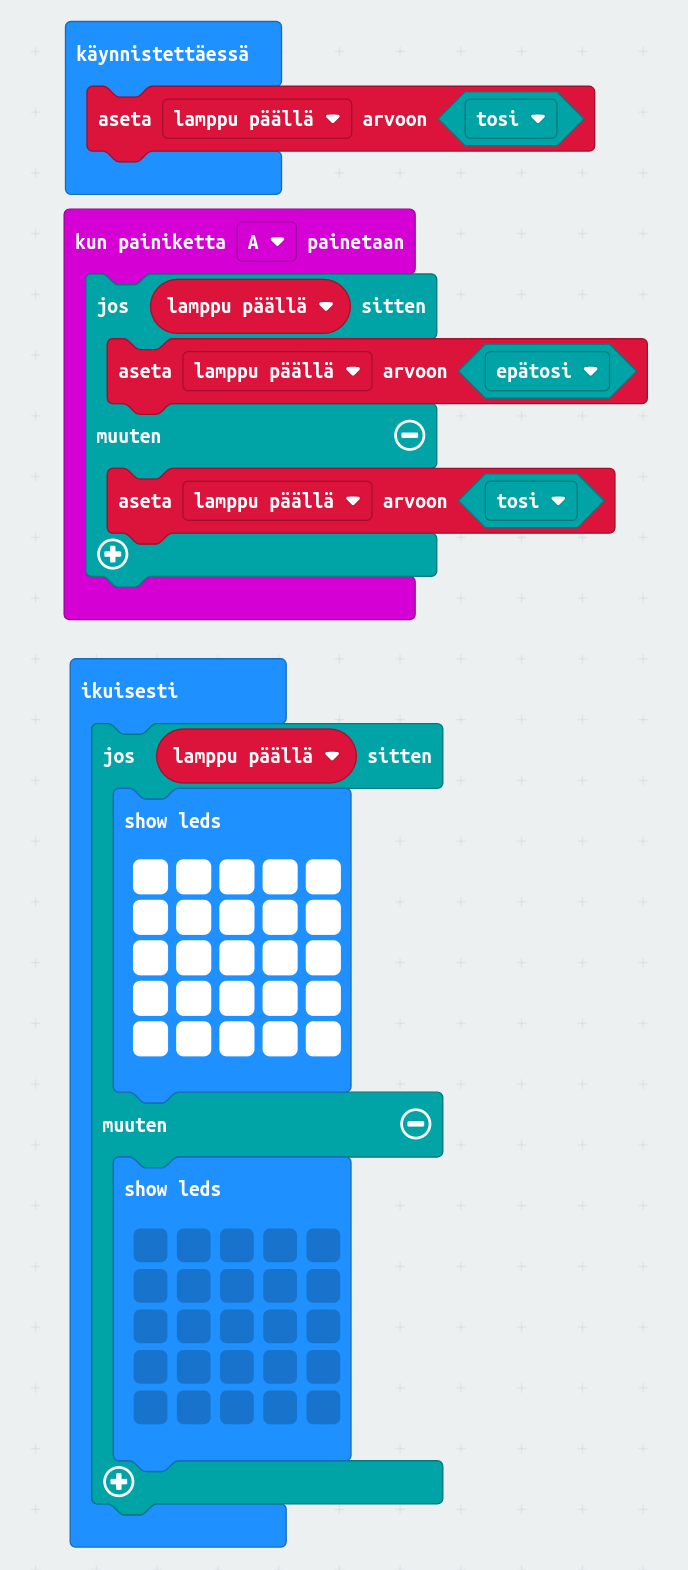 käynnistettäessä
aseta lamppu päällä arvoon tosi
kun painiketta A painetaan
jos lamppu päällä sitten
aseta lamppu päällä arvoon epätosi
muuten
aseta lamppu päällä arvoon tosi
ikuisesti
jos lamppu päällä sitten
show leds
muuten
show leds